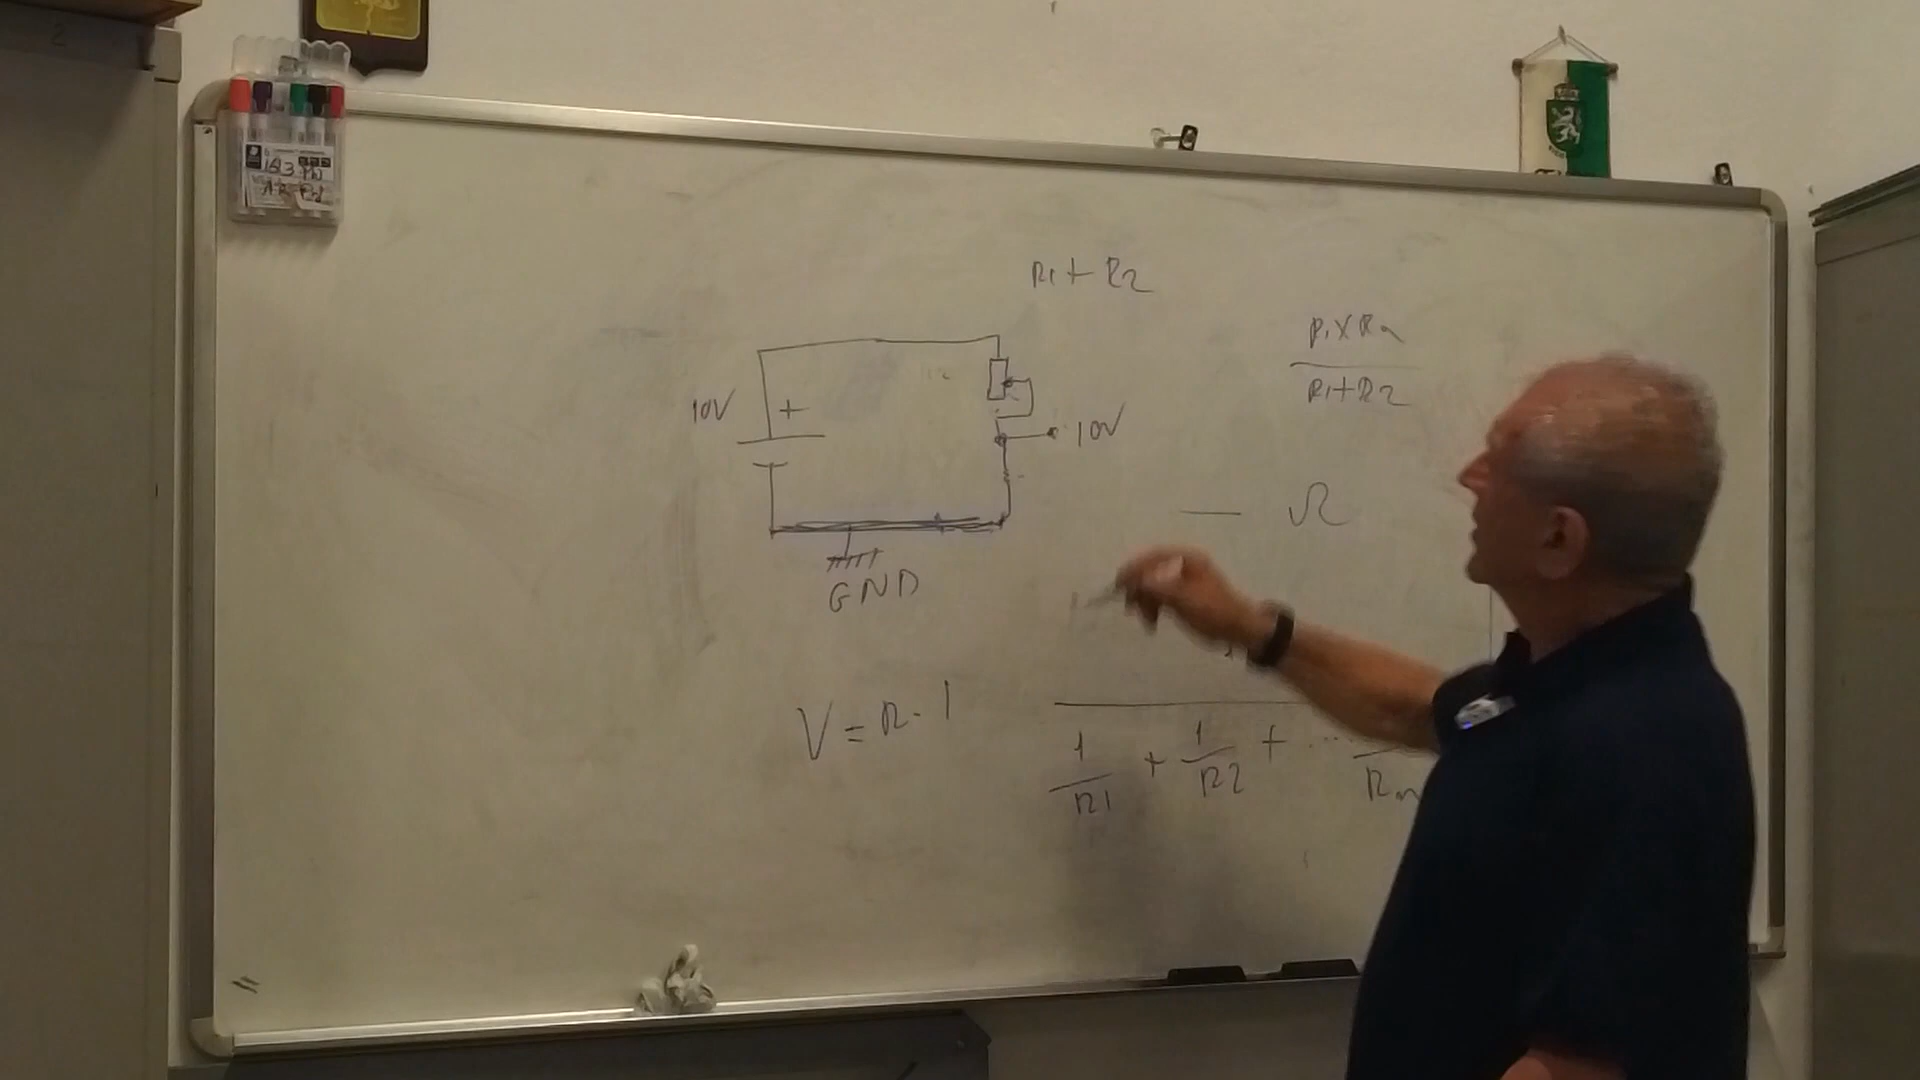 R1 + R2
R1 x R2
R1 + R2
10V
+
10V
— Ω
GND
V = R . I
1 + 1 + ....
R1 R2 Rn